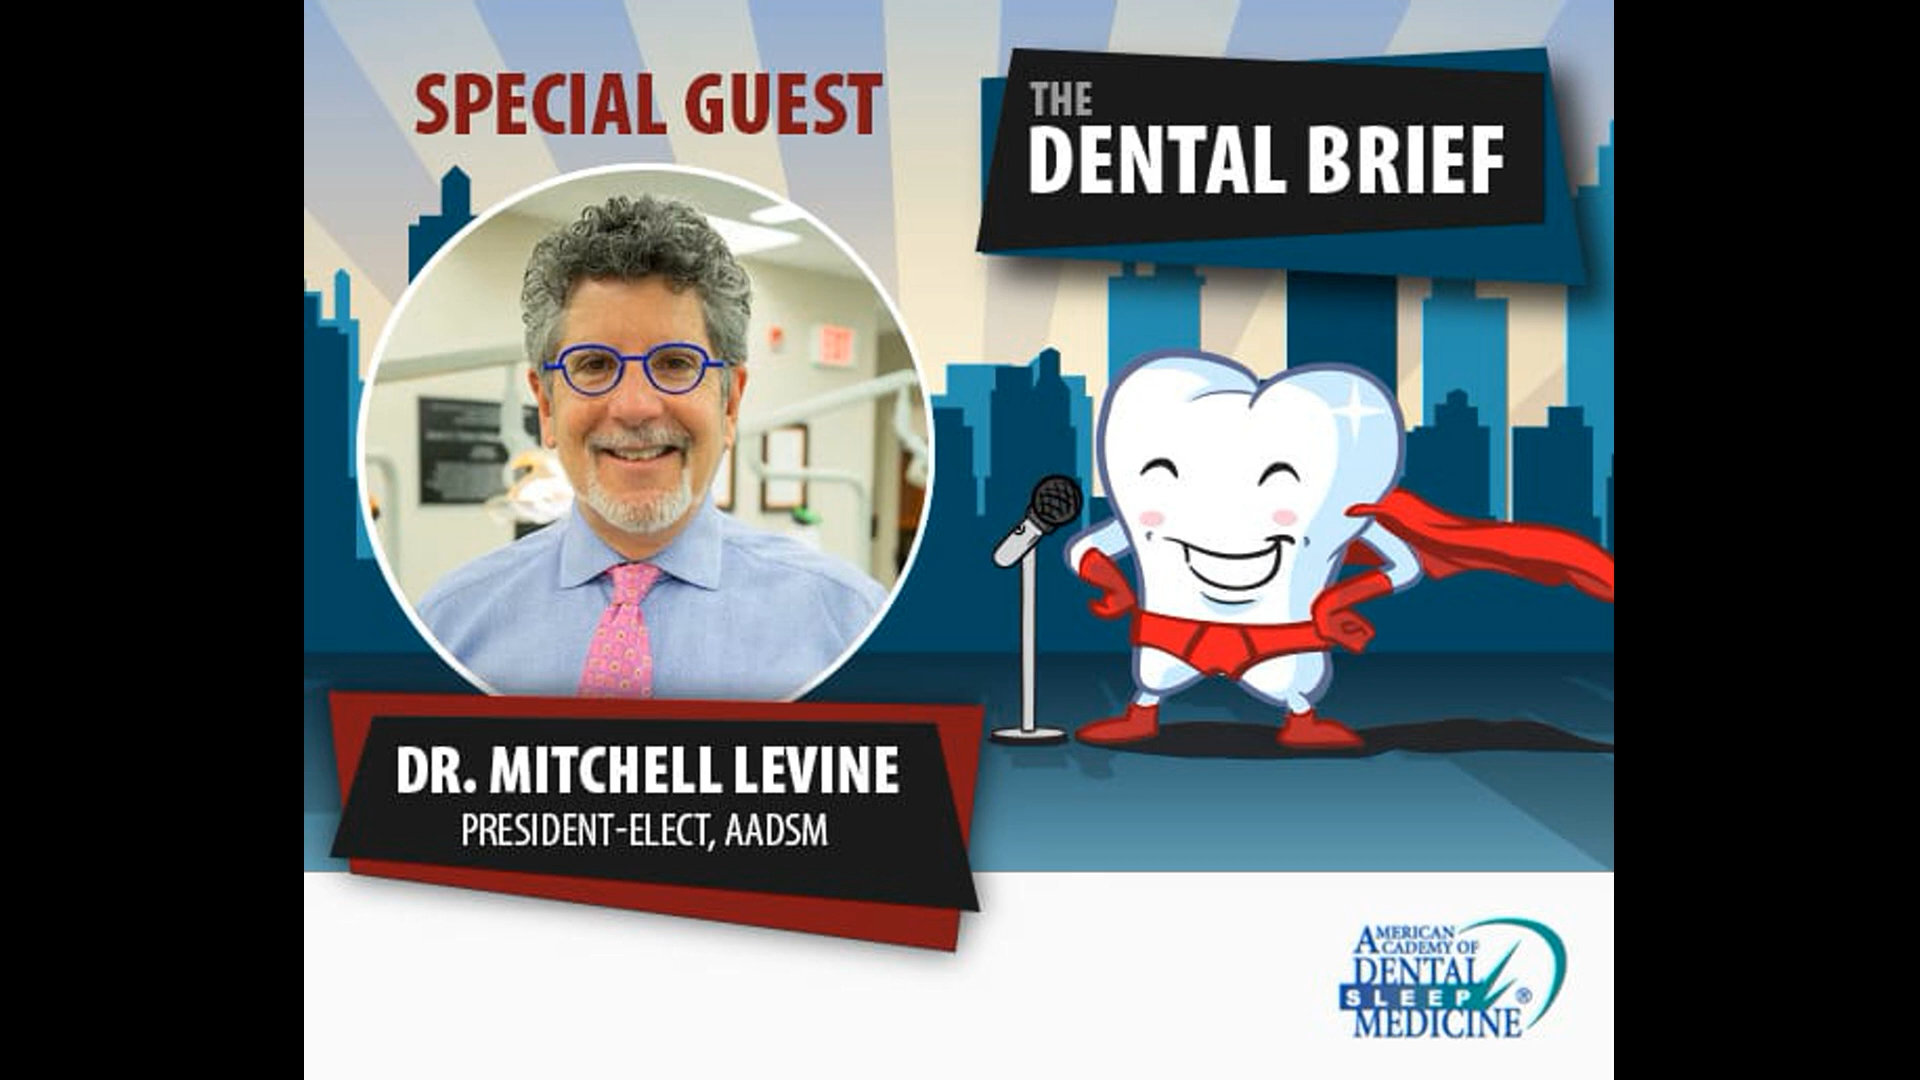 SPECIAL GUEST
THE
DENTAL BRIEF
DR. MITCHELL LEVINE
PRESIDENT-ELECT, AADSM
AMERICAN
ACADEMY OF
DENTAL
SLEEP
®
MEDICINE